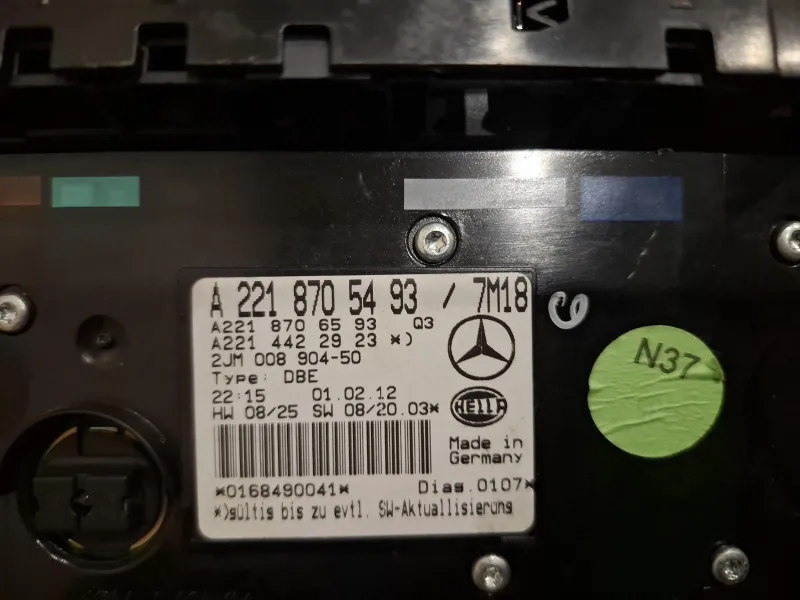 A 221 870 54 93 / 7M18
A221 870 65 93 Q3
A221 442 29 23 *)
2JM 008 904-50
Type: DBE
22:15 01.02.12
HW 08/25 SW 08/20.03*
HELLA
Made in
Germany
*0168490041* Diag.0107*
*)gültig bis zu evtl. SW-Aktuallisierung
N37